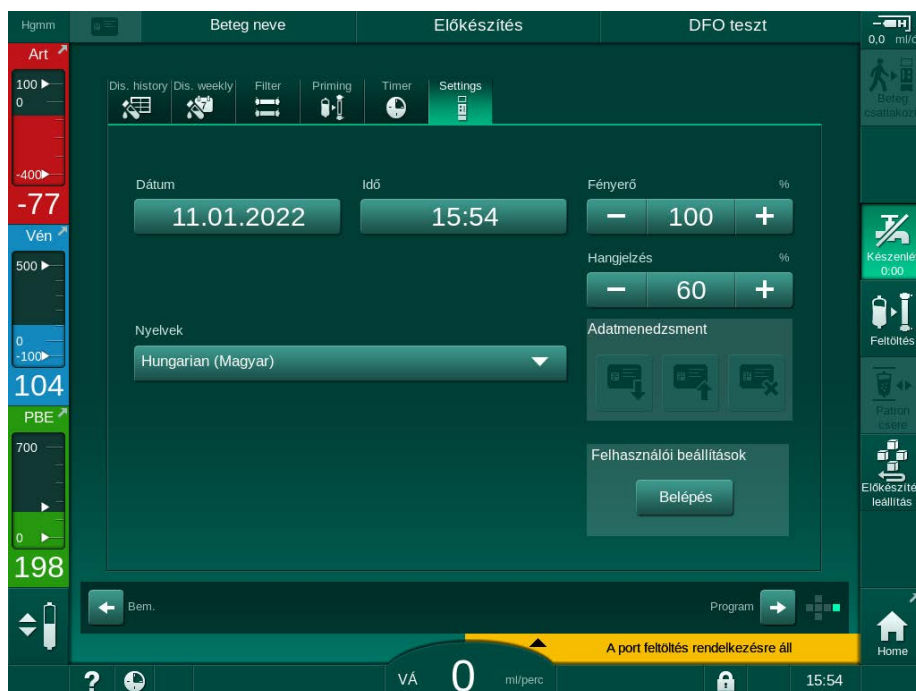 Hgmm
Beteg neve
Előkészítés
DFO teszt
0,0 ml/ó
Art
100
0
-400
-77
Vén
500
0
-100
104
PBE
700
0
198
Dis. history
Dis. weekly
Filter
Priming
Timer
Settings
Dátum
11.01.2022
Idő
15:54
Fényerő %
− 100 +
Hangjelzés %
− 60 +
Nyelvek
Hungarian (Magyar)
Adatmenedzsment
Felhasználói beállítások
Belépés
Bem.
Program
A port feltöltés rendelkezésre áll
? VÁ 0 ml/perc 15:54
Beteg
csatlakozt
Készenlét
0:00
Feltöltés
Patron
csere
Előkészíté
leállítás
Home